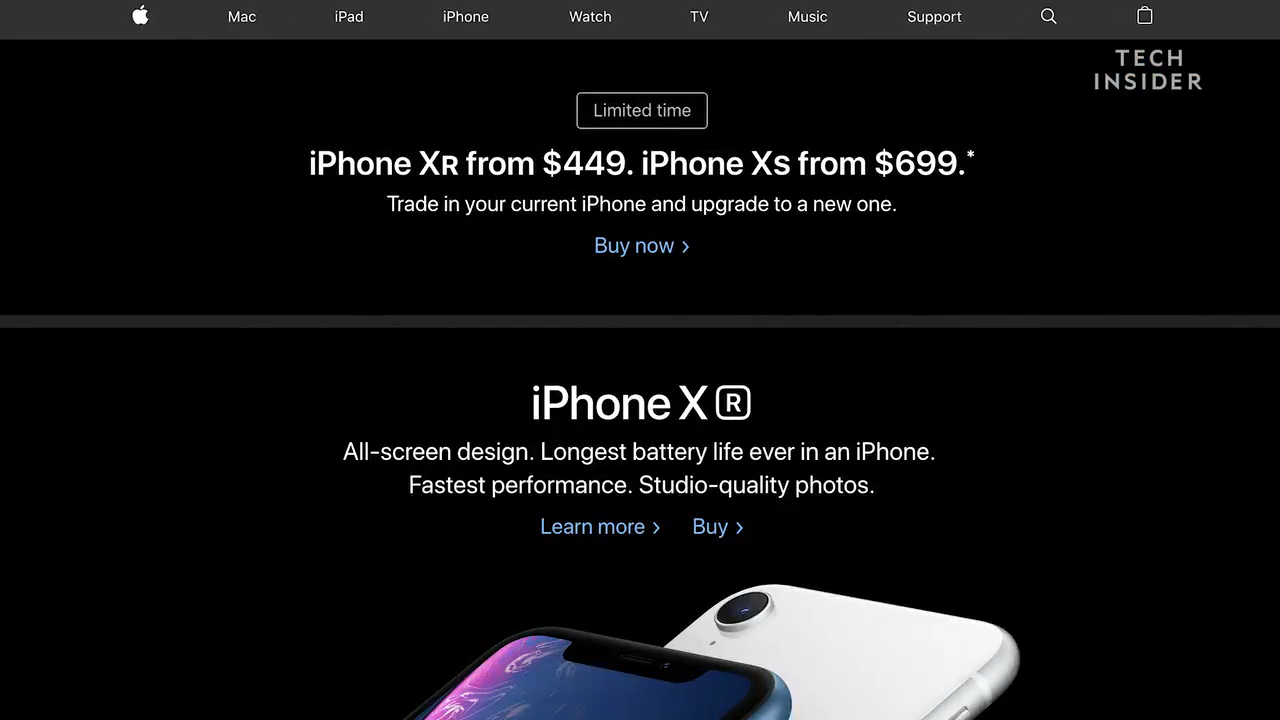 Mac iPad iPhone Watch TV Music Support
TECH
INSIDER
Limited time
iPhone XR from $449. iPhone XS from $699.*
Trade in your current iPhone and upgrade to a new one.
Buy now >
iPhone X R
All-screen design. Longest battery life ever in an iPhone.
Fastest performance. Studio-quality photos.
Learn more > Buy >